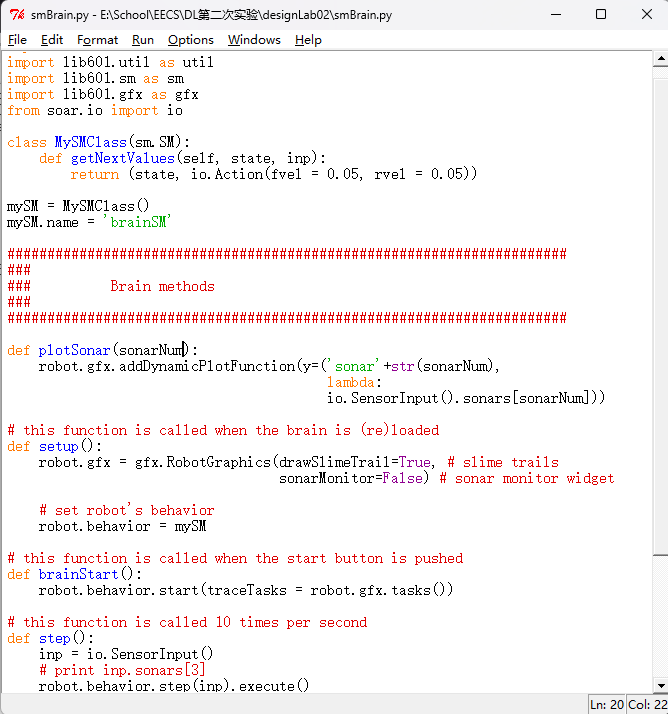 smBrain.py - E:\School\EECS\DL第二次实验\designLab02\smBrain.py
File Edit Format Run Options Windows Help
import lib601.util as util
import lib601.sm as sm
import lib601.gfx as gfx
from soar.io import io
class MySMClass(sm.SM):
    def getNextValues(self, state, inp):
        return (state, io.Action(fvel = 0.05, rvel = 0.05))
mySM = MySMClass()
mySM.name = 'brainSM'
######################################################################
###
###          Brain methods
###
######################################################################
def plotSonar(sonarNum):
    robot.gfx.addDynamicPlotFunction(y=('sonar'+str(sonarNum),
                                        lambda:
                                        io.SensorInput().sonars[sonarNum]))
# this function is called when the brain is (re)loaded
def setup():
    robot.gfx = gfx.RobotGraphics(drawSlimeTrail=True, # slime trails
                                  sonarMonitor=False) # sonar monitor widget
    # set robot's behavior
    robot.behavior = mySM
# this function is called when the start button is pushed
def brainStart():
    robot.behavior.start(traceTasks = robot.gfx.tasks())
# this function is called 10 times per second
def step():
    inp = io.SensorInput()
    # print inp.sonars[3]
    robot.behavior.step(inp).execute()
Ln: 20 Col: 22